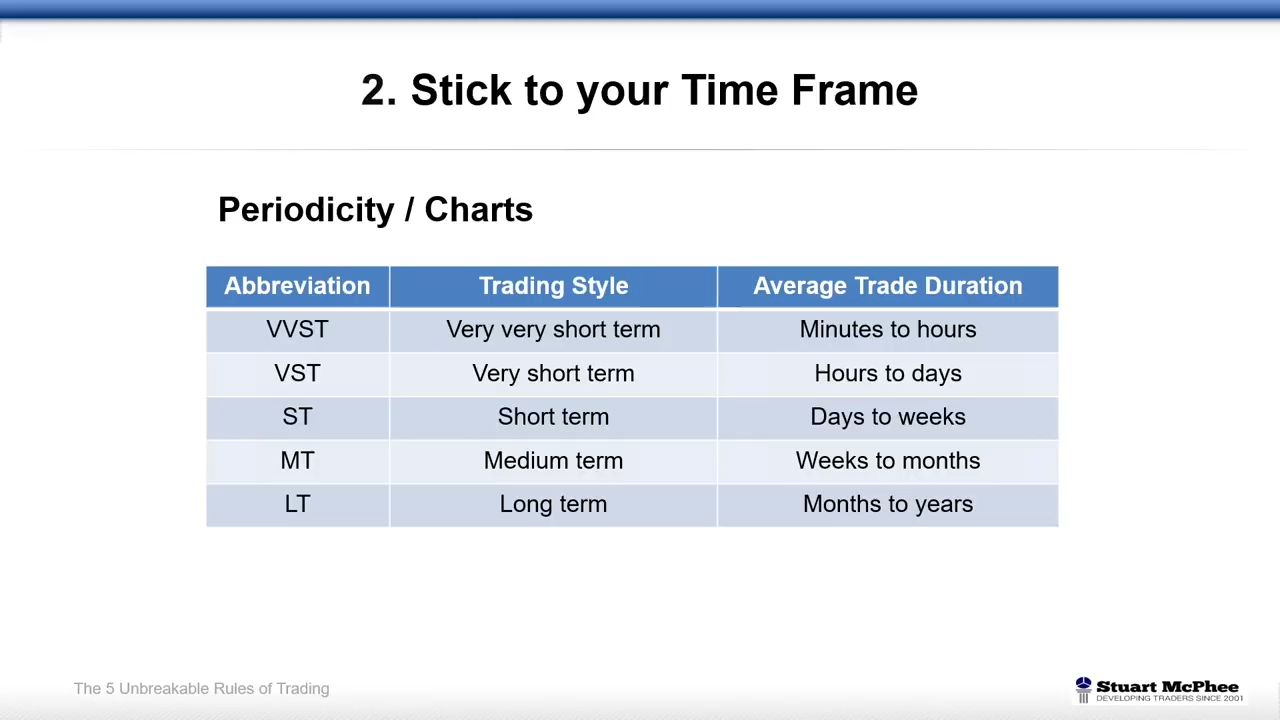 2. Stick to your Time Frame
Periodicity / Charts
Abbreviation Trading Style Average Trade Duration
VVST Very very short term Minutes to hours
VST Very short term Hours to days
ST Short term Days to weeks
MT Medium term Weeks to months
LT Long term Months to years
The 5 Unbreakable Rules of Trading
Stuart McPhee
DEVELOPING TRADERS SINCE 2001